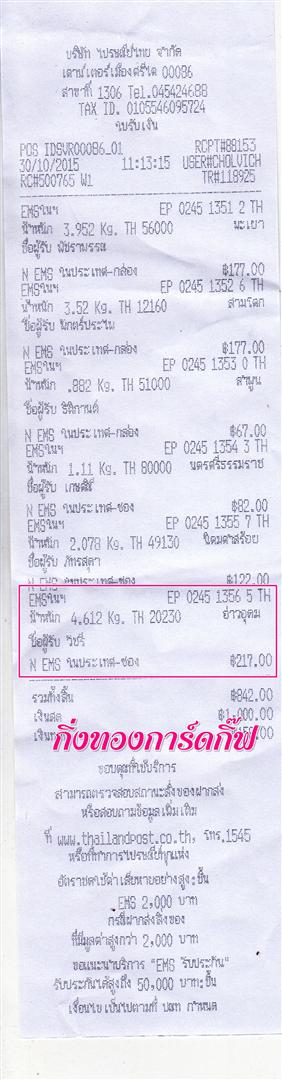 บริษัท ไปรษณีย์ไทย จำกัด
เคาน์เตอร์เมืองศรีไค 00086
สาขาที่ 1306 Tel.045424688
TAX ID. 0105546095724
ใบรับเงิน
POS IDSVR00086_01 RCPT#88153
30/10/2015 11:13:15 USER#CHOLVICH
RC#500765 W1 TR#118925
EMSในฯ EP 0245 1351 2 TH
น้ำหนัก 3.952 Kg. TH 56000 พะเยา
ชื่อผู้รับ พัชราพรรณ
N EMS ในประเทศ-กล่อง ฿177.00
EMSในฯ EP 0245 1352 6 TH
น้ำหนัก 3.52 Kg. TH 12160 สามโคก
ชื่อผู้รับ
N EMS ในประเทศ-กล่อง ฿177.00
EMSในฯ EP 0245 1353 0 TH
น้ำหนัก .882 Kg. TH 51000 ลำพูน
ชื่อผู้รับ ธิติกานต์
N EMS ในประเทศ-กล่อง ฿67.00
EMSในฯ EP 0245 1354 3 TH
น้ำหนัก 1.11 Kg. TH 80000 นครศรีธรรมราช
ชื่อผู้รับ เกษศิริ
N EMS ในประเทศ-ซอง ฿82.00
EMSในฯ EP 0245 1355 7 TH
น้ำหนัก 2.078 Kg. TH 49130 นิคมคำสร้อย
ชื่อผู้รับ ภัทรสุดา
N EMS ในประเทศ-ซอง ฿122.00
EMSในฯ EP 0245 1356 5 TH
น้ำหนัก 4.612 Kg. TH 20230 อ่าวอุดม
ชื่อผู้รับ วัชรี
N EMS ในประเทศ-ซอง ฿217.00
รวมทั้งสิ้น ฿842.00
เงินสด ฿1,000.00
กิ่งทองการ์ดกิ๊ฟ
ขอบคุณที่ใช้บริการ
สามารถตรวจสอบสถานะสิ่งของฝากส่ง
หรือสอบถามข้อมูลเพิ่มเติม
ที่ www.thailandpost.co.th, โทร.1545
หรือที่ทำการไปรษณีย์ทุกแห่ง
อัตราชดใช้ค่าเสียหายอย่างสูง:ชิ้น
EMS 2,000 บาท
กรณีฝากส่งสิ่งของ
ที่มีมูลค่าสูงกว่า 2,000 บาท
ขอแนะนำบริการ "EMS รับประกัน"
รับประกันได้สูงถึง 50,000 บาท:ชิ้น
เงื่อนไขเป็นไปตามที่ ปณท กำหนด